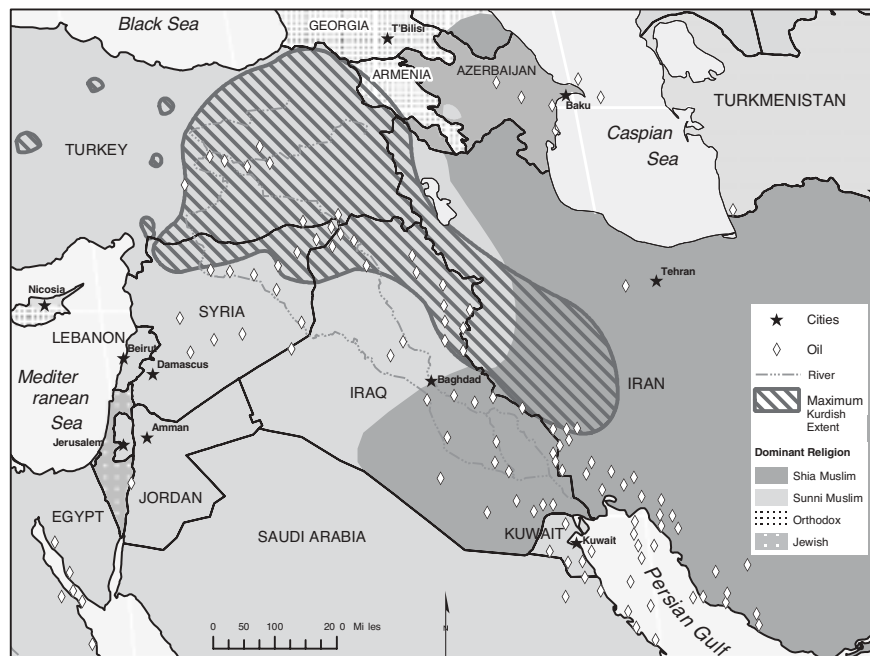 Black Sea
GEORGIA
T'Bilisi
ARMENIA
AZERBAIJAN
Baku
TURKMENISTAN
Caspian
Sea
TURKEY
Tehran
Nicosia
SYRIA
LEBANON
Beirut
Damascus
Mediter
ranean
Sea
IRAQ
Baghdad
IRAN
Amman
Jerusalem
JORDAN
EGYPT
SAUDI ARABIA
KUWAIT
Kuwait
Persian Gulf
Cities
Oil
River
Maximum
Kurdish
Extent
Dominant Religion
Shia Muslim
Sunni Muslim
Orthodox
Jewish
0 50 100 20 0 Mi les
N